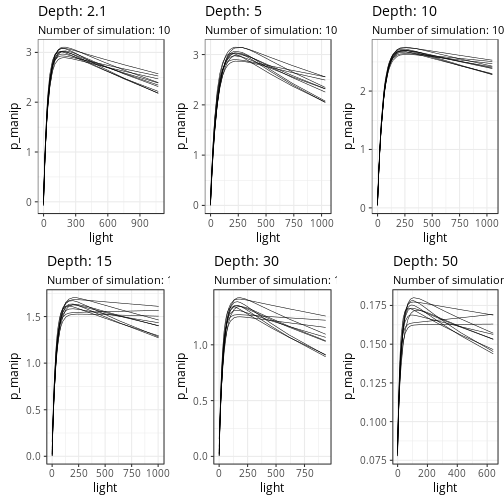 Depth: 2.1
Number of simulation: 10
p_manip
3
2
1
0
0
300
600
900
light
Depth: 5
Number of simulation: 10
p_manip
3
2
1
0
0
250
500
750
1000
light
Depth: 10
Number of simulation: 10
p_manip
2
1
0
0
250
500
750
1000
light
Depth: 15
Number of simulation:
p_manip
1.5
1.0
0.5
0.0
0
250
500
750
1000
light
Depth: 30
Number of simulation:
p_manip
1.0
0.5
0.0
0
250
500
750
light
Depth: 50
Number of simulation
p_manip
0.175
0.150
0.125
0.100
0.075
0
200
400
600
light